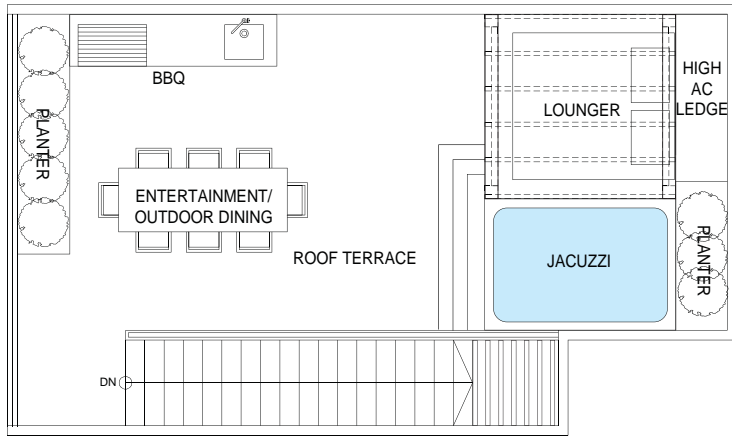 BBQ
PLANTER
ENTERTAINMENT/
OUTDOOR DINING
ROOF TERRACE
LOUNGER
HIGH
AC
LEDGE
JACUZZI
PLANTER
DN